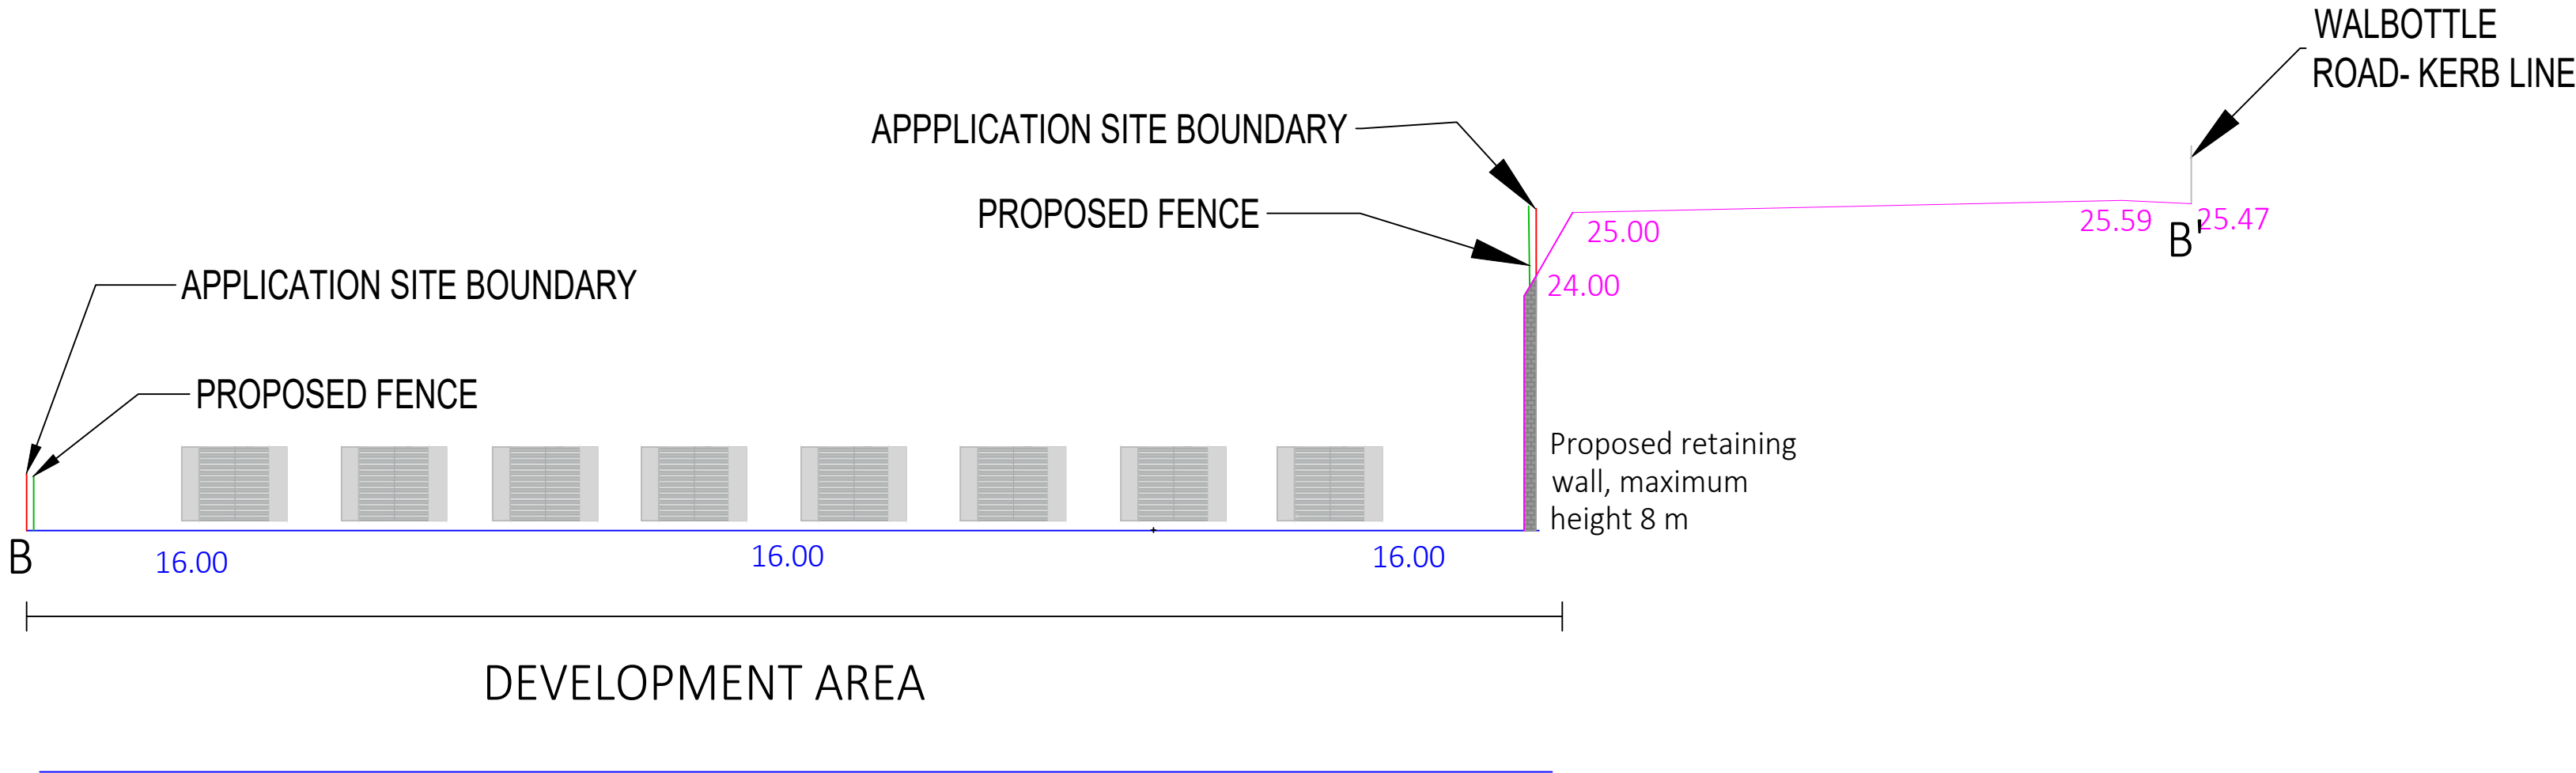 WALBOTTLE
ROAD- KERB LINE
APPPLICATION SITE BOUNDARY
PROPOSED FENCE
25.00
25.59
B'
25.47
24.00
APPLICATION SITE BOUNDARY
PROPOSED FENCE
Proposed retaining
wall, maximum
height 8 m
B
16.00
16.00
16.00
DEVELOPMENT AREA